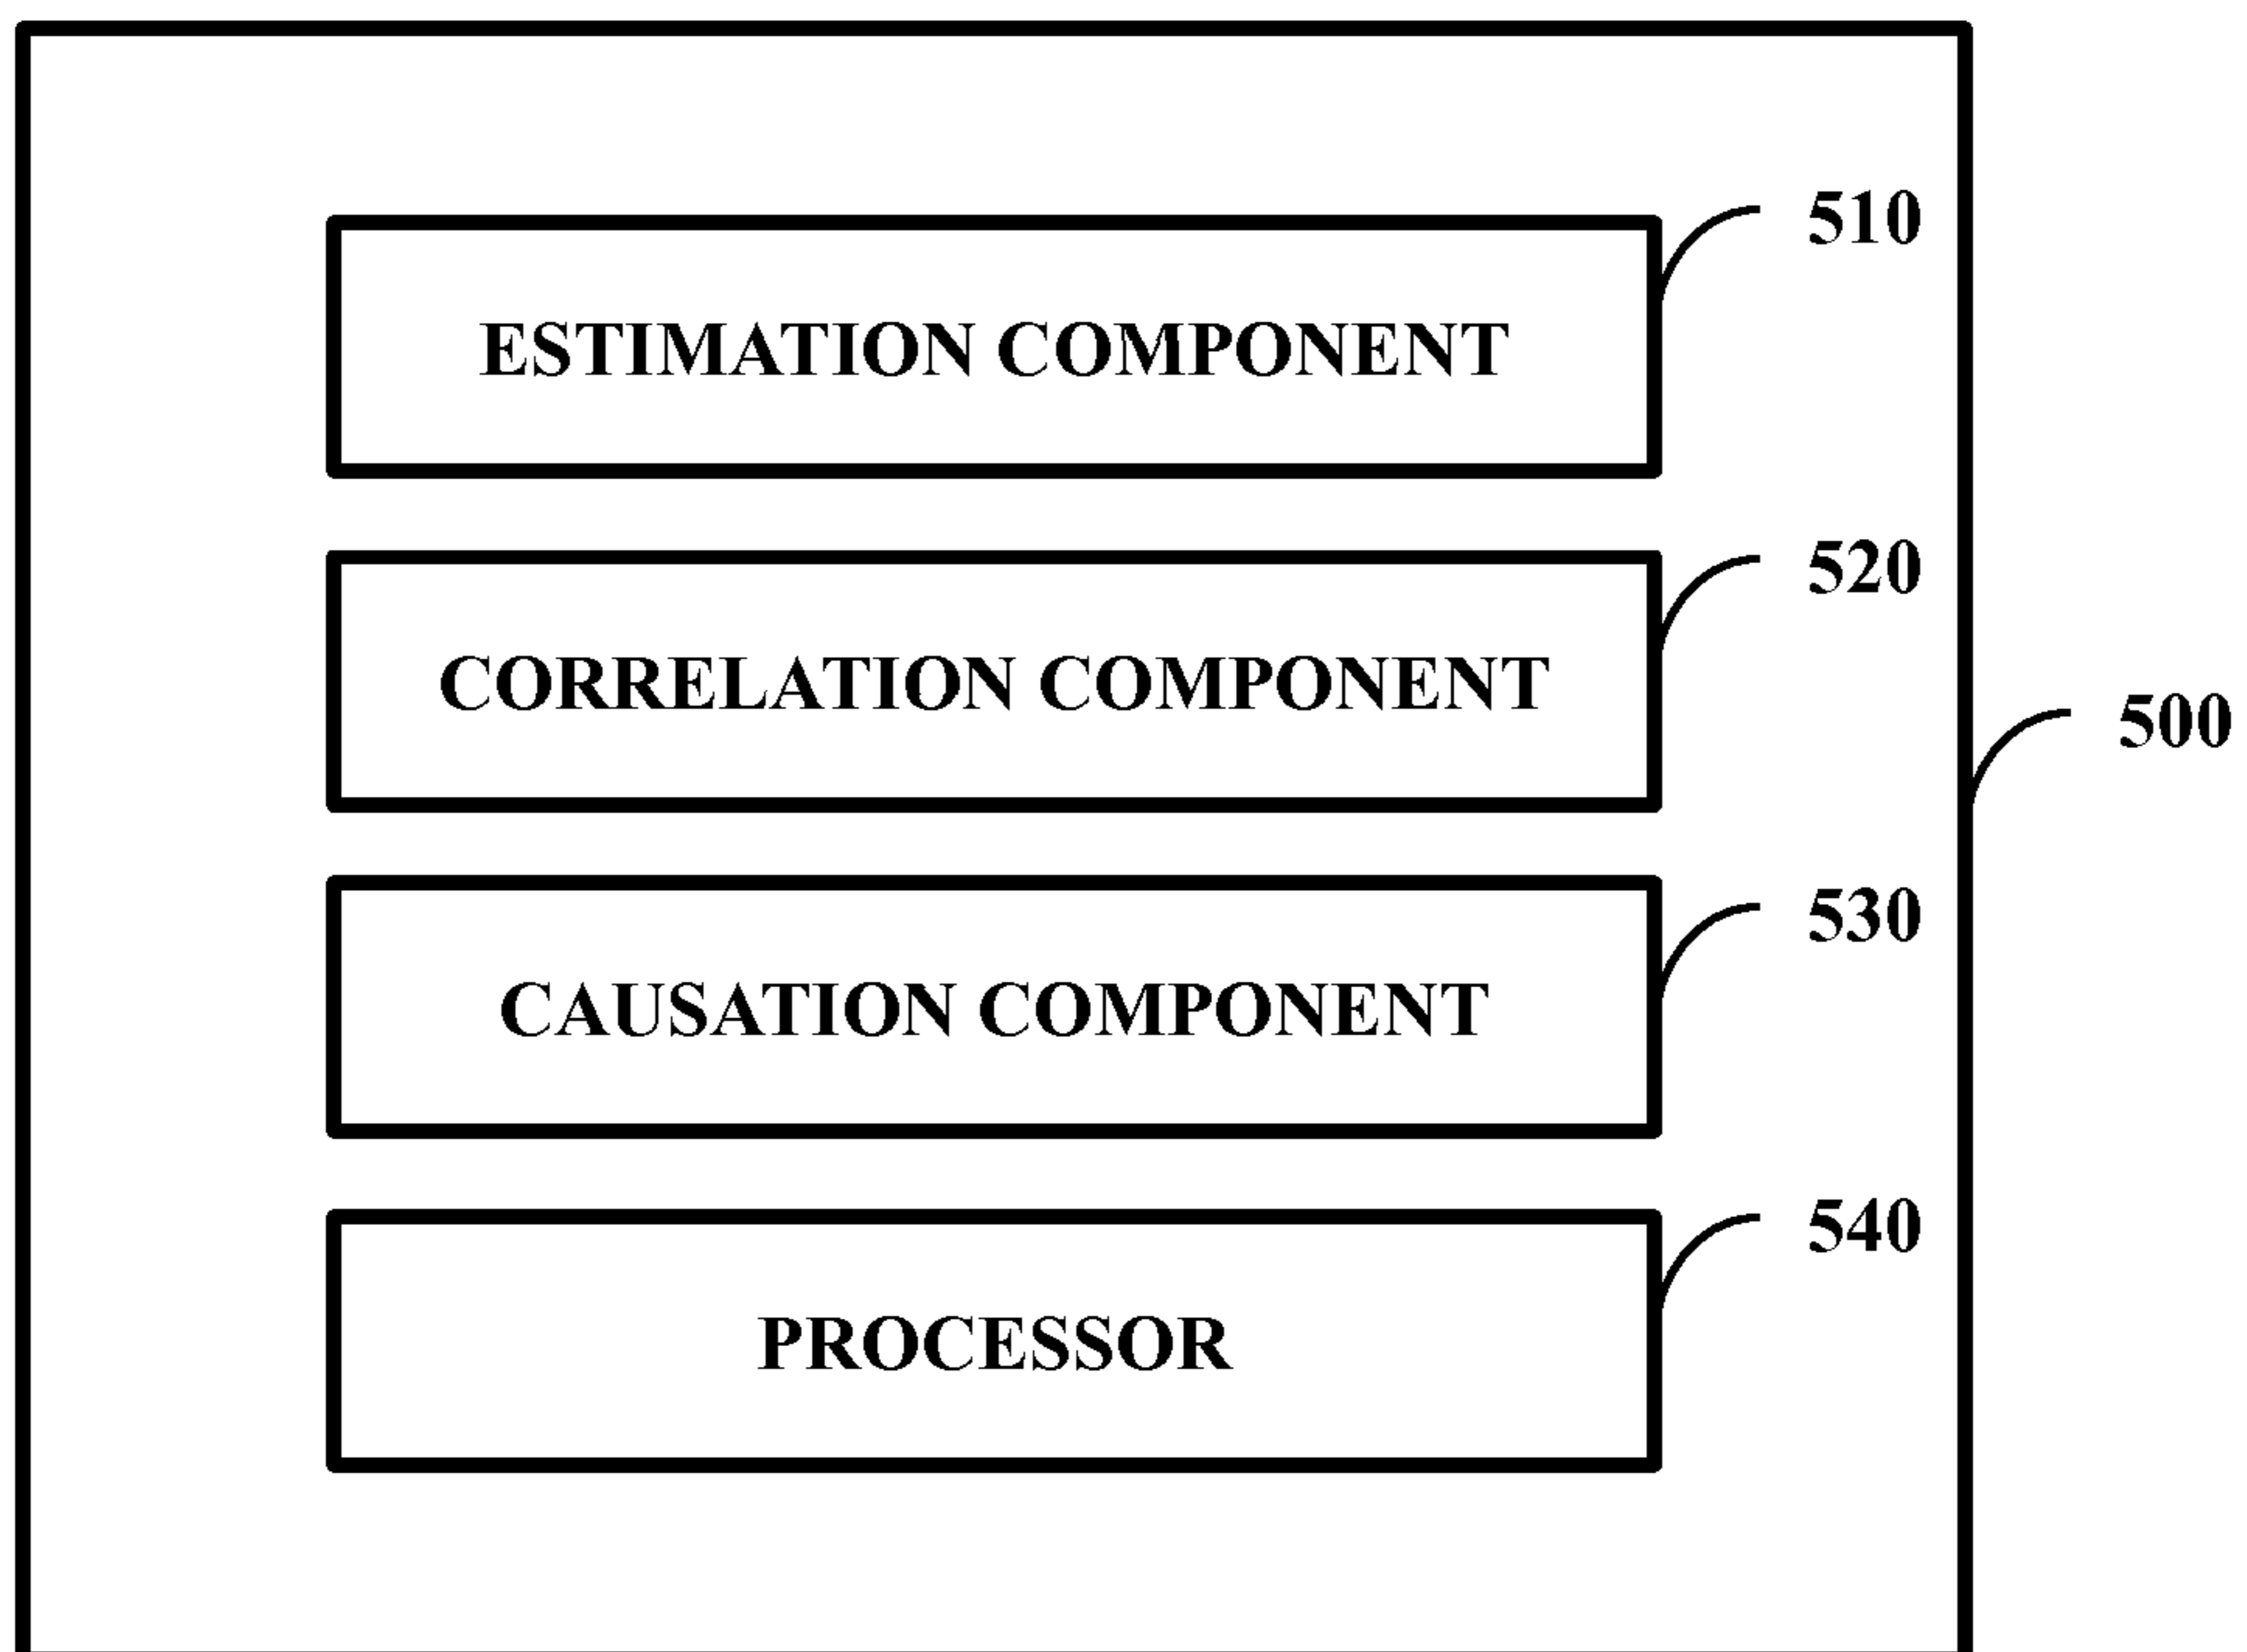 510
ESTIMATION COMPONENT
520
CORRELATION COMPONENT
500
530
CAUSATION COMPONENT
540
PROCESSOR